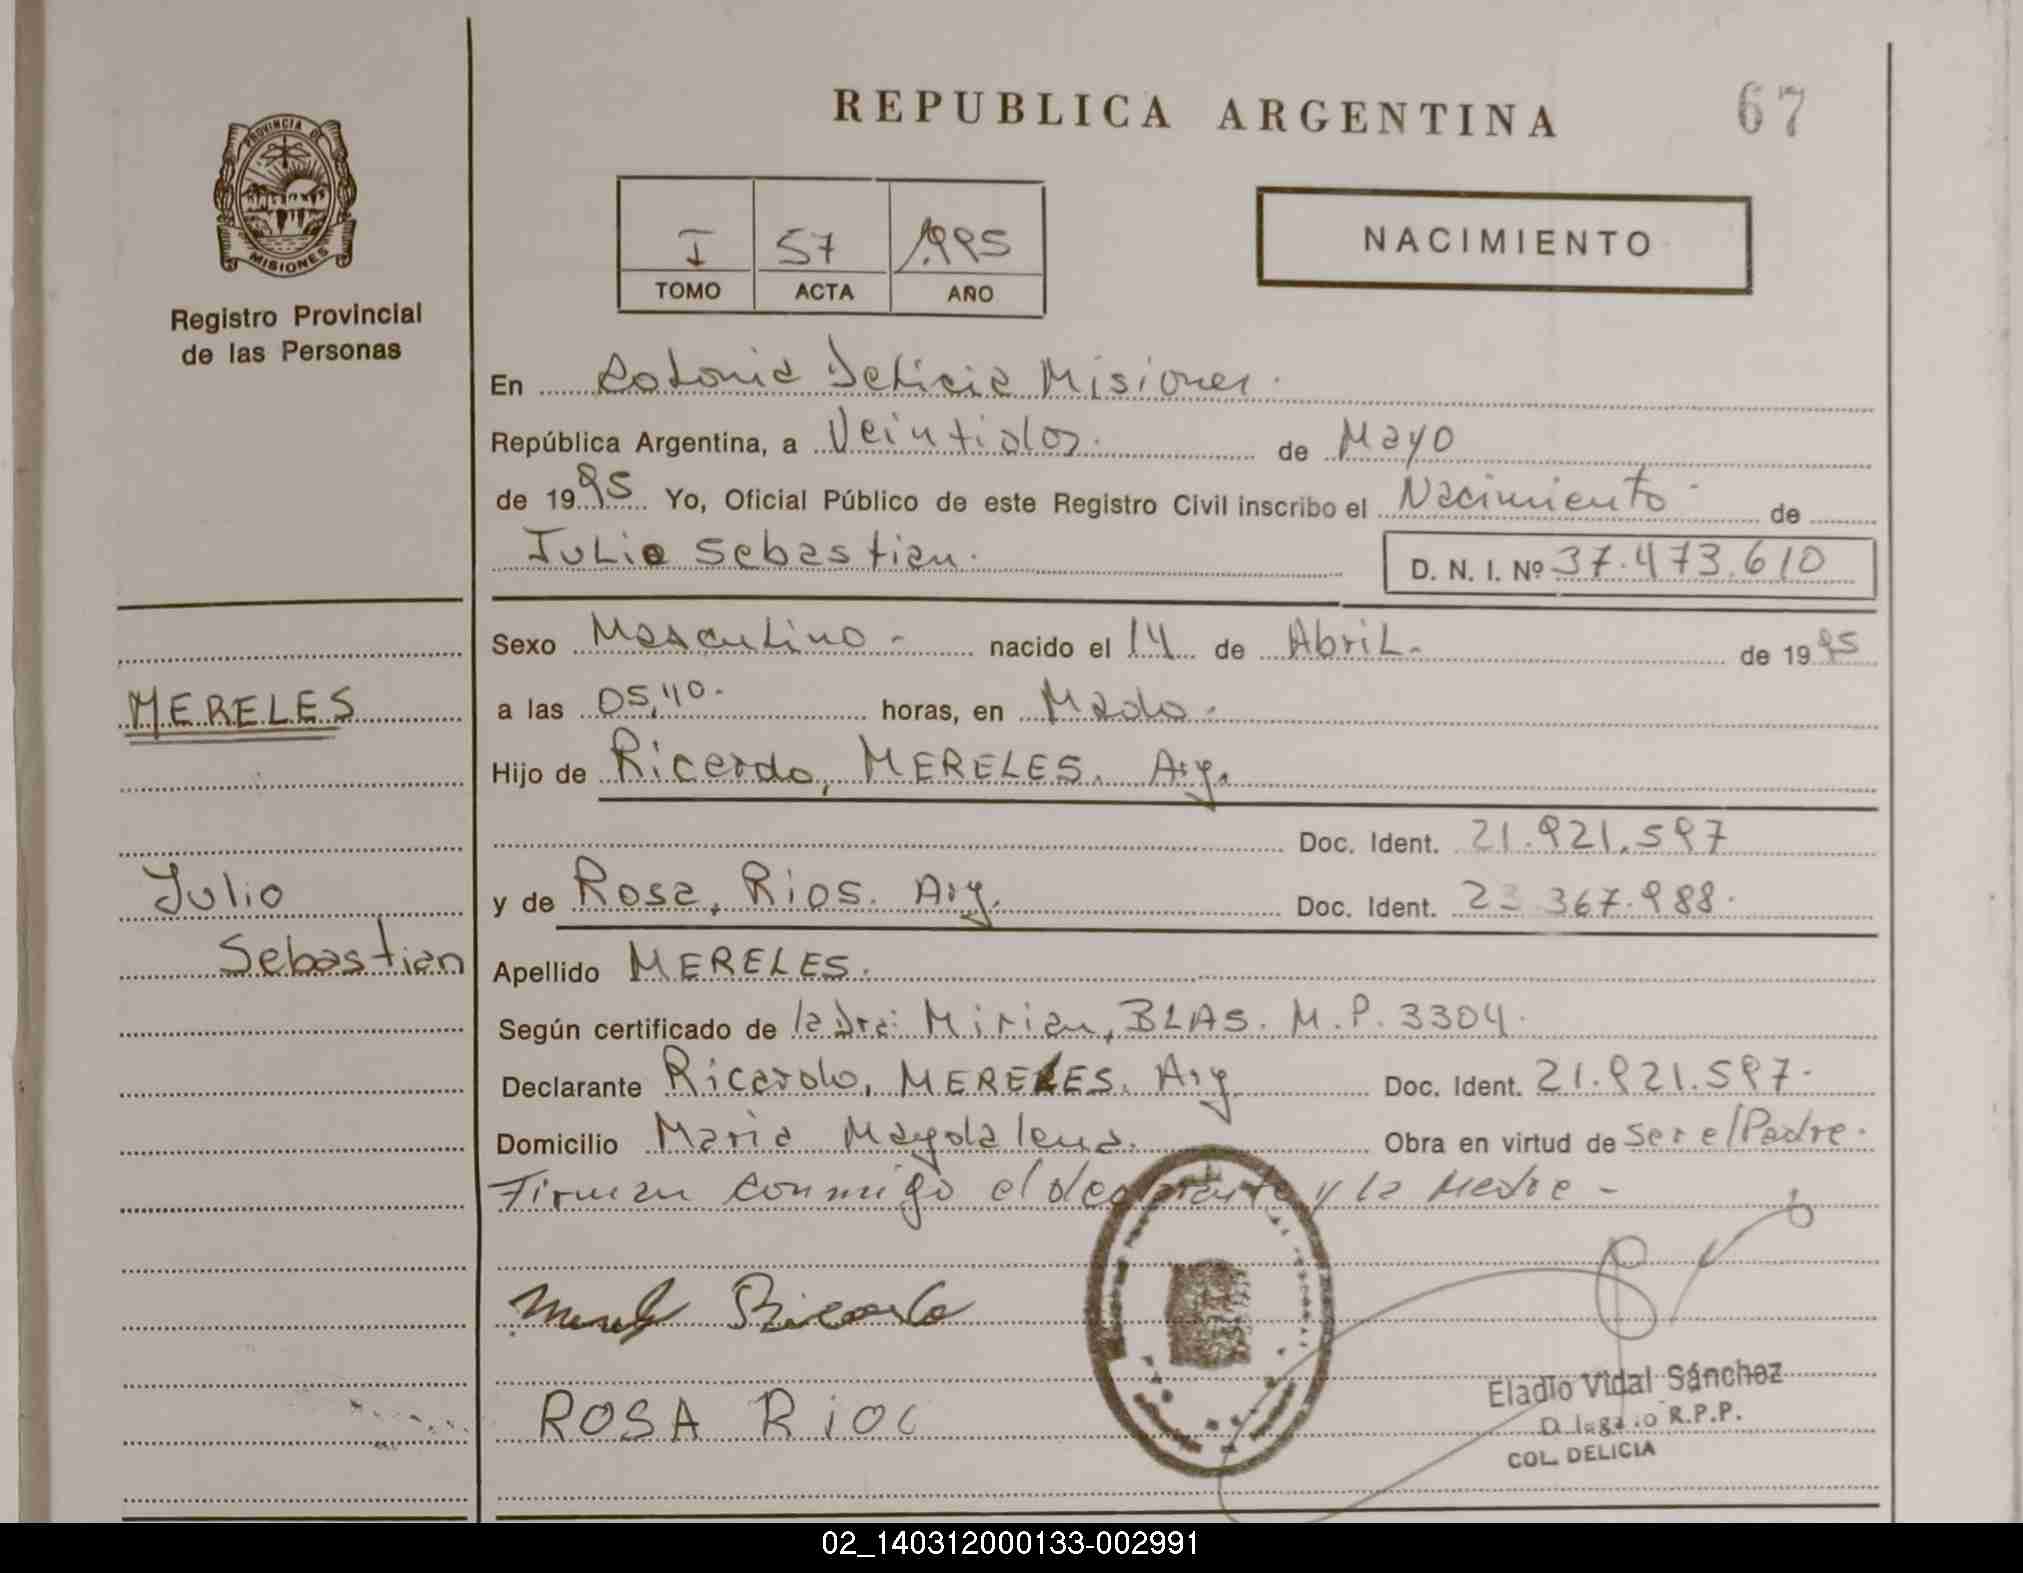 REPUBLICA ARGENTINA
67
PROVINCIA DE
MISIONES
Registro Provincial
de las Personas
I 57 1995
TOMO ACTA AÑO
NACIMIENTO
En Colonia Delicia Misiones.
República Argentina, a Veintidos. de Mayo
de 1995 Yo, Oficial Público de este Registro Civil inscribo el Nacimiento de
Julio Sebastian. D. N. I. Nº 37.473.610
Sexo Masculino - nacido el 14 de Abril. de 1995
MERELES
a las 05,40. horas, en Mado.
Hijo de Ricardo, MERELES. Arg.
Doc. Ident. 21.921.597
Julio
Sebastian
y de Rosa, Rios. Arg. Doc. Ident. 23.367.988.
Apellido MERELES.
Según certificado de la Dra: Mirian, BLAS. M.P. 3304.
Declarante Ricardo, MERELES. Arg Doc. Ident. 21.921.597.
Domicilio Maria Magdalena. Obra en virtud de Ser el Padre.
Firman conmigo el declarante y la Madre -
Ricardo
ROSA RiOC
Eladio Vidal Sánchez
R.P.P.
COL. DELICIA
02_140312000133-002991